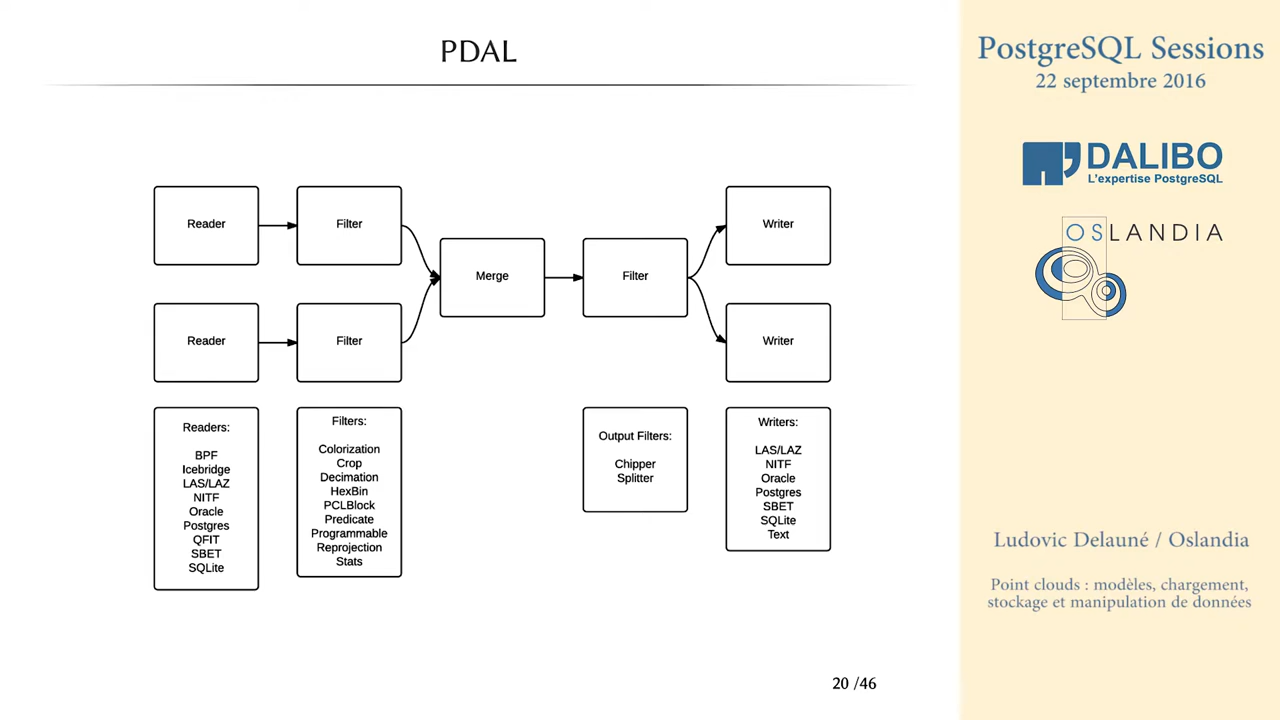 PDAL
Reader
Filter
Writer
Merge
Filter
Reader
Filter
Writer
Readers:
BPF
Icebridge
LAS/LAZ
NITF
Oracle
Postgres
QFIT
SBET
SQLite
Filters:
Colorization
Crop
Decimation
HexBin
PCLBlock
Predicate
Programmable
Reprojection
Stats
Output Filters:
Chipper
Splitter
Writers:
LAS/LAZ
NITF
Oracle
Postgres
SBET
SQLite
Text
20 /46
PostgreSQL Sessions
22 septembre 2016
DALIBO
L'expertise PostgreSQL
OSLANDIA
Ludovic Delauné / Oslandia
Point clouds : modèles, chargement,
stockage et manipulation de données